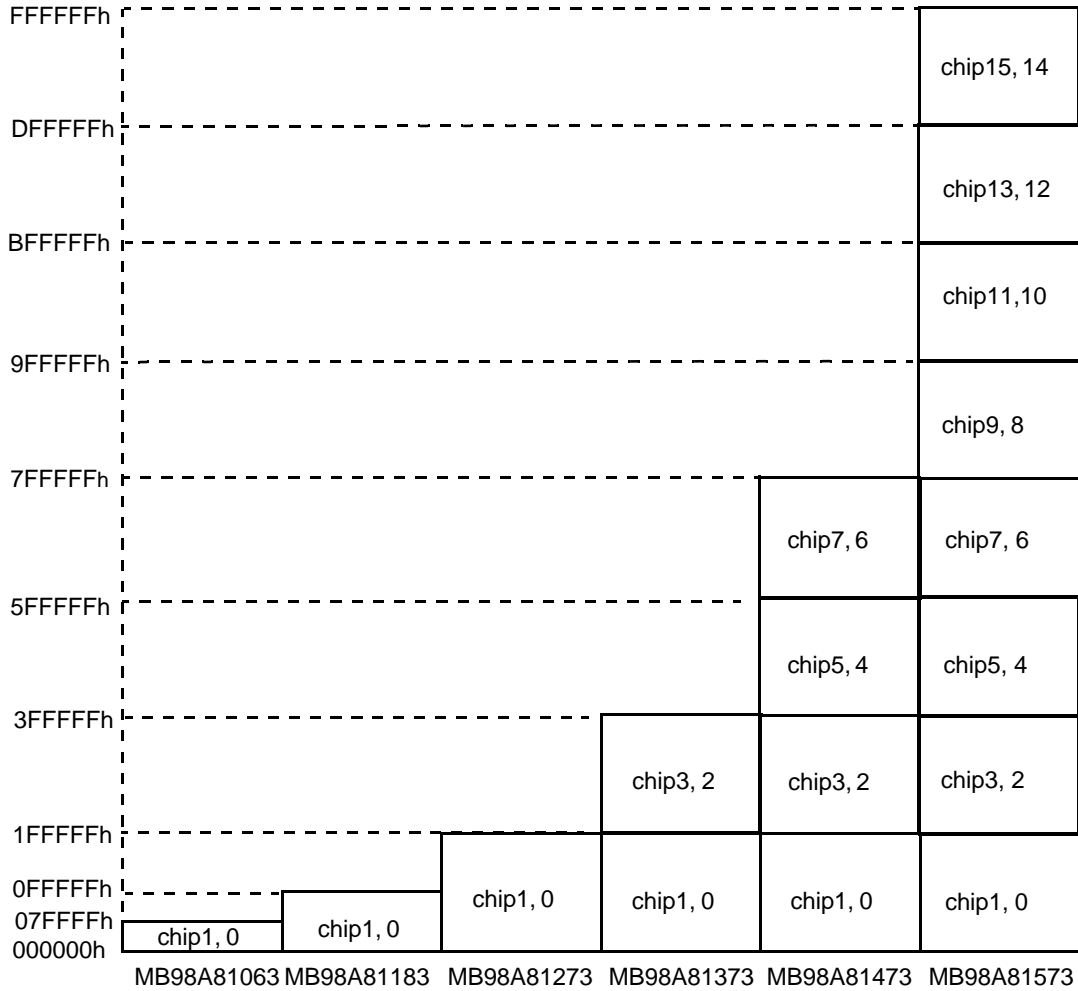 FFFFFFh
chip15, 14
DFFFFFh
chip13, 12
BFFFFFh
chip11,10
9FFFFFh
chip9, 8
7FFFFFh
chip7, 6
chip7, 6
5FFFFFh
chip5, 4
chip5, 4
3FFFFFh
chip3, 2
chip3, 2
chip3, 2
1FFFFFh
0FFFFFh
chip1, 0
chip1, 0
chip1, 0
chip1, 0
07FFFFh
chip1, 0
chip1, 0
000000h
MB98A81063 MB98A81183 MB98A81273 MB98A81373 MB98A81473 MB98A81573